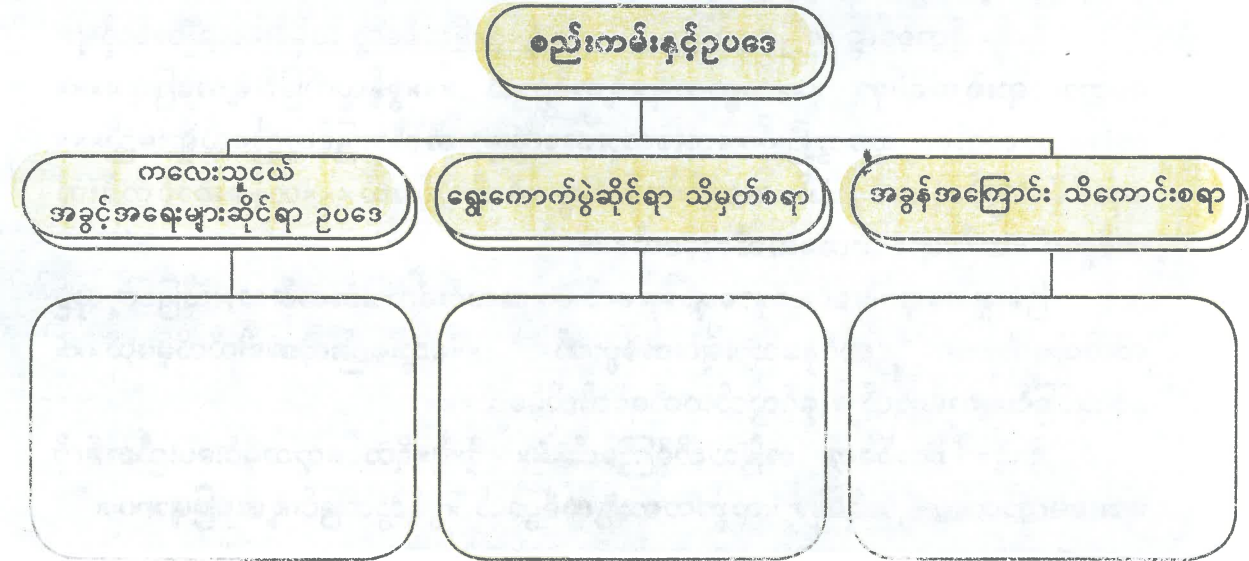 စည်းကမ်းနှင့်ဥပဒေ
ကလေးသူငယ်
အခွင့်အရေးများဆိုင်ရာ ဥပဒေ
ရွေးကောက်ပွဲဆိုင်ရာ သိမှတ်စရာ
အခွန်အကြောင်း သိကောင်းစရာ